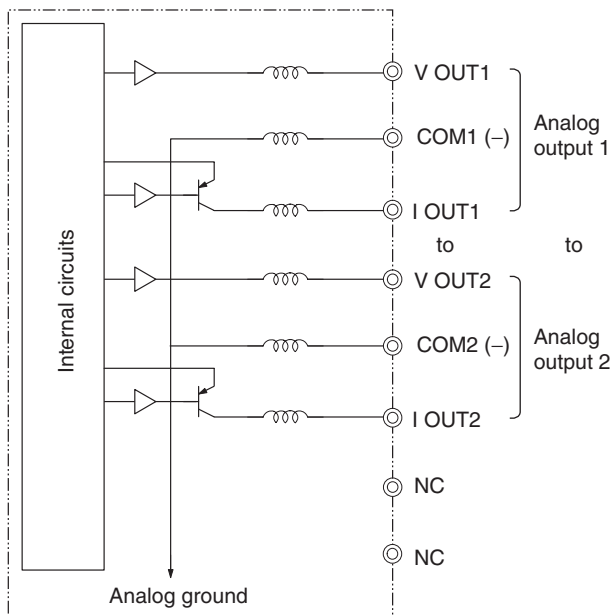 V OUT1
COM1 (–)
Analog
output 1
I OUT1
to to
V OUT2
Internal circuits
COM2 (–)
Analog
output 2
I OUT2
NC
NC
Analog ground